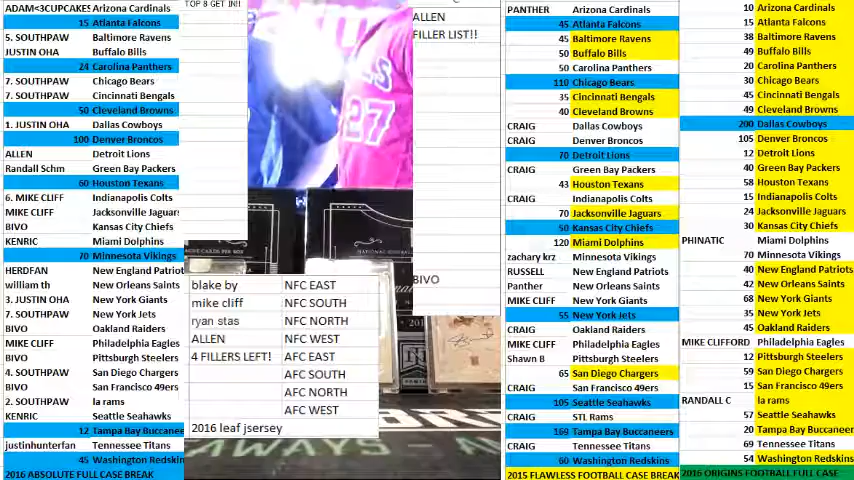 ADAM<3CUPCAKES Arizona Cardinals
15 Atlanta Falcons
5. SOUTHPAW Baltimore Ravens
JUSTIN OHA Buffalo Bills
24 Carolina Panthers
7. SOUTHPAW Chicago Bears
7. SOUTHPAW Cincinnati Bengals
50 Cleveland Browns
1. JUSTIN OHA Dallas Cowboys
100 Denver Broncos
ALLEN Detroit Lions
Randall Schm Green Bay Packers
60 Houston Texans
6. MIKE CLIFF Indianapolis Colts
MIKE CLIFF Jacksonville Jaguars
BIVO Kansas City Chiefs
KENRIC Miami Dolphins
70 Minnesota Vikings
HERDFAN New England Patriot
william th New Orleans Saints
3. JUSTIN OHA New York Giants
7. SOUTHPAW New York Jets
BIVO Oakland Raiders
MIKE CLIFF Philadelphia Eagles
BIVO Pittsburgh Steelers
4. SOUTHPAW San Diego Chargers
BIVO San Francisco 49ers
2. SOUTHPAW la rams
KENRIC Seattle Seahawks
12 Tampa Bay Buccanee
justinhunterfan Tennessee Titans
45 Washington Redskin
2016 ABSOLUTE FULL CASE BREAK
TOP 8 GET IN!!
27
blake by NFC EAST
mike cliff NFC SOUTH
ryan stas NFC NORTH
ALLEN NFC WEST
4 FILLERS LEFT! AFC EAST
AFC SOUTH
AFC NORTH
AFC WEST
2016 leaf jsersey
ALLEN
FILLER LIST!!
BIVO
PANTHER Arizona Cardinals
45 Atlanta Falcons
45 Baltimore Ravens
50 Buffalo Bills
50 Carolina Panthers
110 Chicago Bears
35 Cincinnati Bengals
40 Cleveland Browns
CRAIG Dallas Cowboys
CRAIG Denver Broncos
70 Detroit Lions
CRAIG Green Bay Packers
43 Houston Texans
CRAIG Indianapolis Colts
70 Jacksonville Jaguars
50 Kansas City Chiefs
120 Miami Dolphins
zachary krz Minnesota Vikings
RUSSELL New England Patriots
Panther New Orleans Saints
MIKE CLIFF New York Giants
55 New York Jets
CRAIG Oakland Raiders
MIKE CLIFF Philadelphia Eagles
Shawn B Pittsburgh Steelers
65 San Diego Chargers
CRAIG San Francisco 49ers
105 Seattle Seahawks
CRAIG STL Rams
169 Tampa Bay Buccaneers
CRAIG Tennessee Titans
60 Washington Redskins
2015 FLAWLESS FOOTBALL CASE BREAK
10 Arizona Cardinals
15 Atlanta Falcons
38 Baltimore Ravens
49 Buffalo Bills
20 Carolina Panthers
30 Chicago Bears
45 Cincinnati Bengals
49 Cleveland Browns
200 Dallas Cowboys
105 Denver Broncos
12 Detroit Lions
40 Green Bay Packers
58 Houston Texans
15 Indianapolis Colts
24 Jacksonville Jaguars
30 Kansas City Chiefs
PHINATIC Miami Dolphins
70 Minnesota Vikings
40 New England Patriots
42 New Orleans Saints
68 New York Giants
35 New York Jets
45 Oakland Raiders
MIKE CLIFFORD Philadelphia Eagles
12 Pittsburgh Steelers
59 San Diego Chargers
15 San Francisco 49ers
RANDALL C la rams
57 Seattle Seahawks
20 Tampa Bay Buccaneers
69 Tennessee Titans
54 Washington Redskins
2016 ORIGINS FOOTBALL FULL CASE